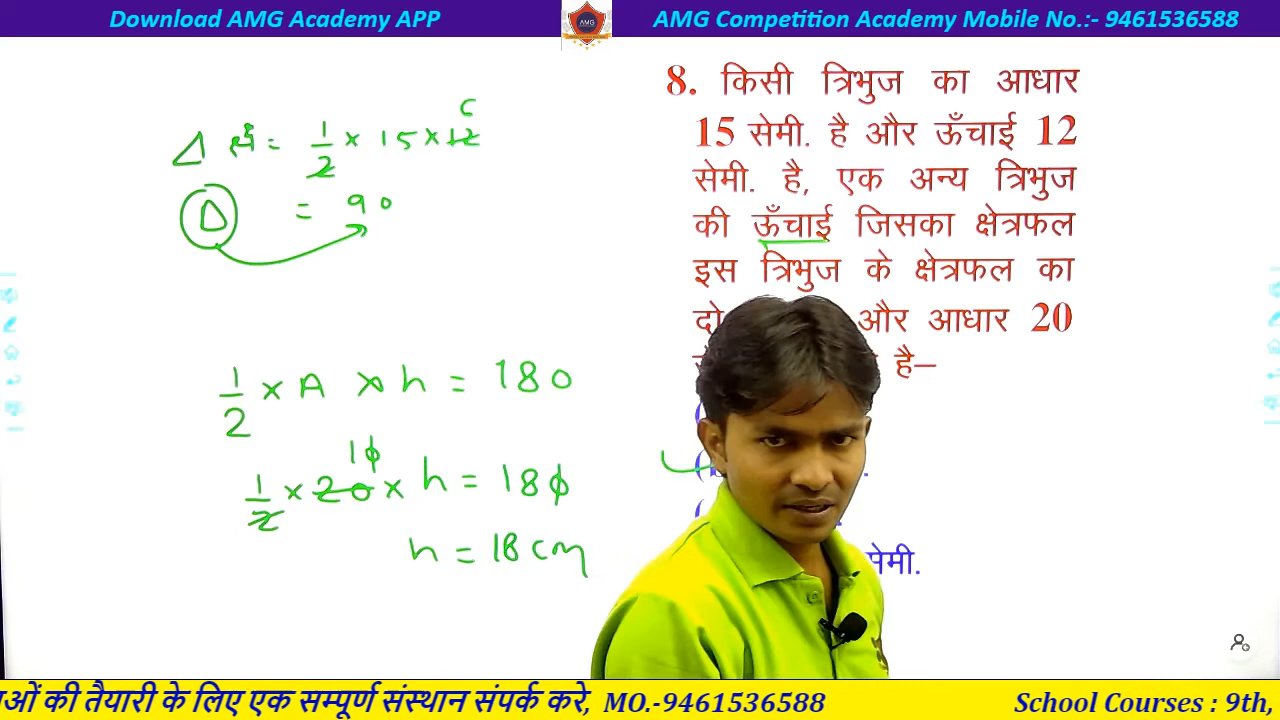 Download AMG Academy APP
AMG
AMG Competition Academy Mobile No.:- 9461536588
8. किसी त्रिभुज का आधार
15 सेमी. है और ऊँचाई 12
सेमी. है, एक अन्य त्रिभुज
की ऊँचाई जिसका क्षेत्रफल
इस त्रिभुज के क्षेत्रफल का
और आधार 20
है–
सेमी.
Δ क्षे = 1/2 × 15 × 12 6
Δ = 90
1/2 × A × h = 180
1/2 × 20 10 × h = 180
h = 18 cm
की तैयारी के लिए एक सम्पूर्ण संस्थान संपर्क करे, MO.-9461536588
School Courses : 9th,